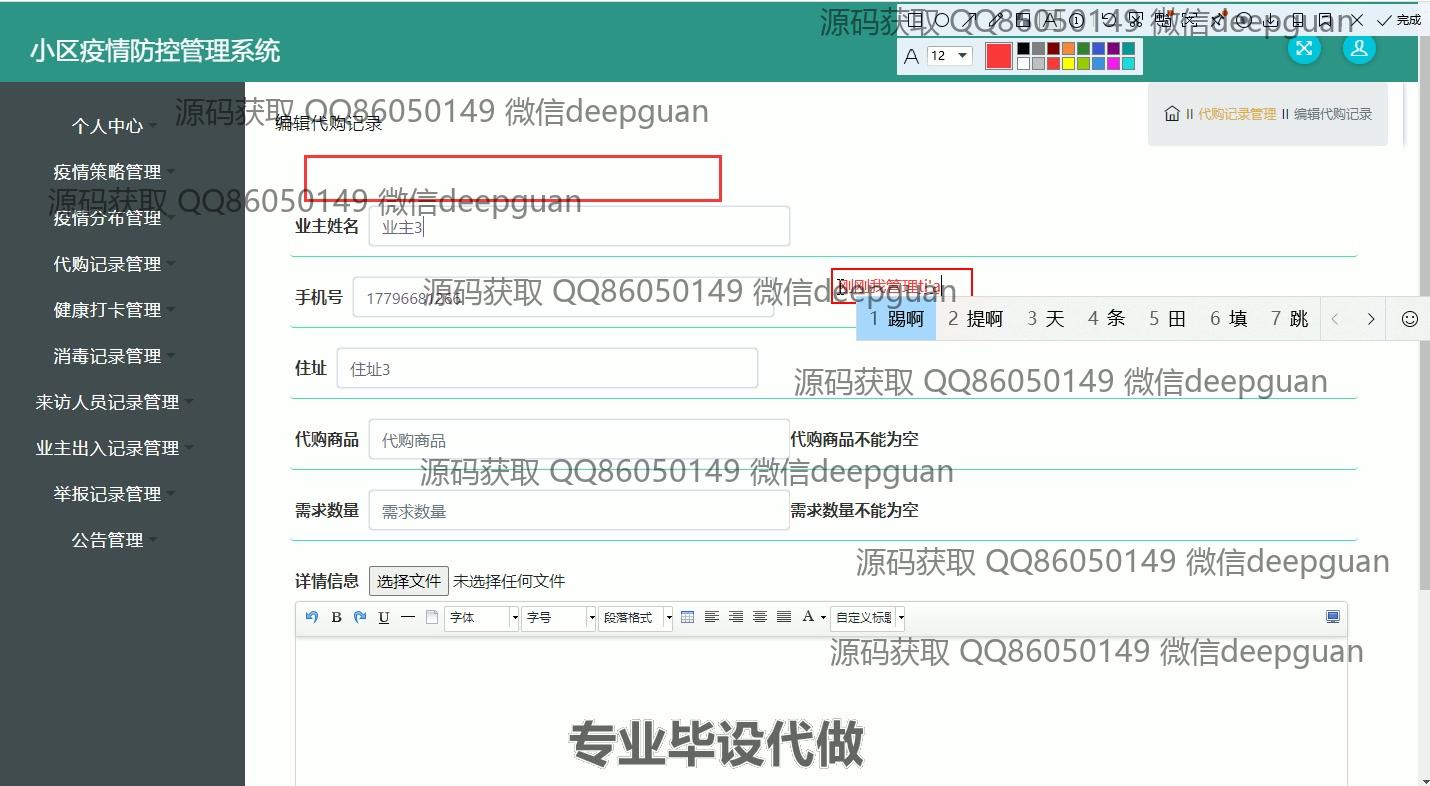 源码获取 QQ86050149 微信deepguan
完成
小区疫情防控管理系统
A 12
源码获取 QQ86050149 微信deepguan
个人中心
编辑代购记录
代购记录管理 编辑代购记录
疫情策略管理
源码获取 QQ86050149 微信deepguan
疫情分布管理
业主姓名 业主3
代购记录管理
刚刚我管理ti'a
手机号
源码获取 QQ86050149 微信deepguan
健康打卡管理
1 踢啊 2 提啊 3 天 4 条 5 田 6 填 7 跳
消毒记录管理
住址 住址3
源码获取 QQ86050149 微信deepguan
来访人员记录管理
业主出入记录管理
代购商品 代购商品 代购商品不能为空
源码获取 QQ86050149 微信deepguan
举报记录管理
需求数量 需求数量 需求数量不能为空
公告管理
源码获取 QQ86050149 微信deepguan
详情信息 选择文件 未选择任何文件
B U 字体 字号 段落格式 A 自定义标题
源码获取 QQ86050149 微信deepguan
专业毕设代做